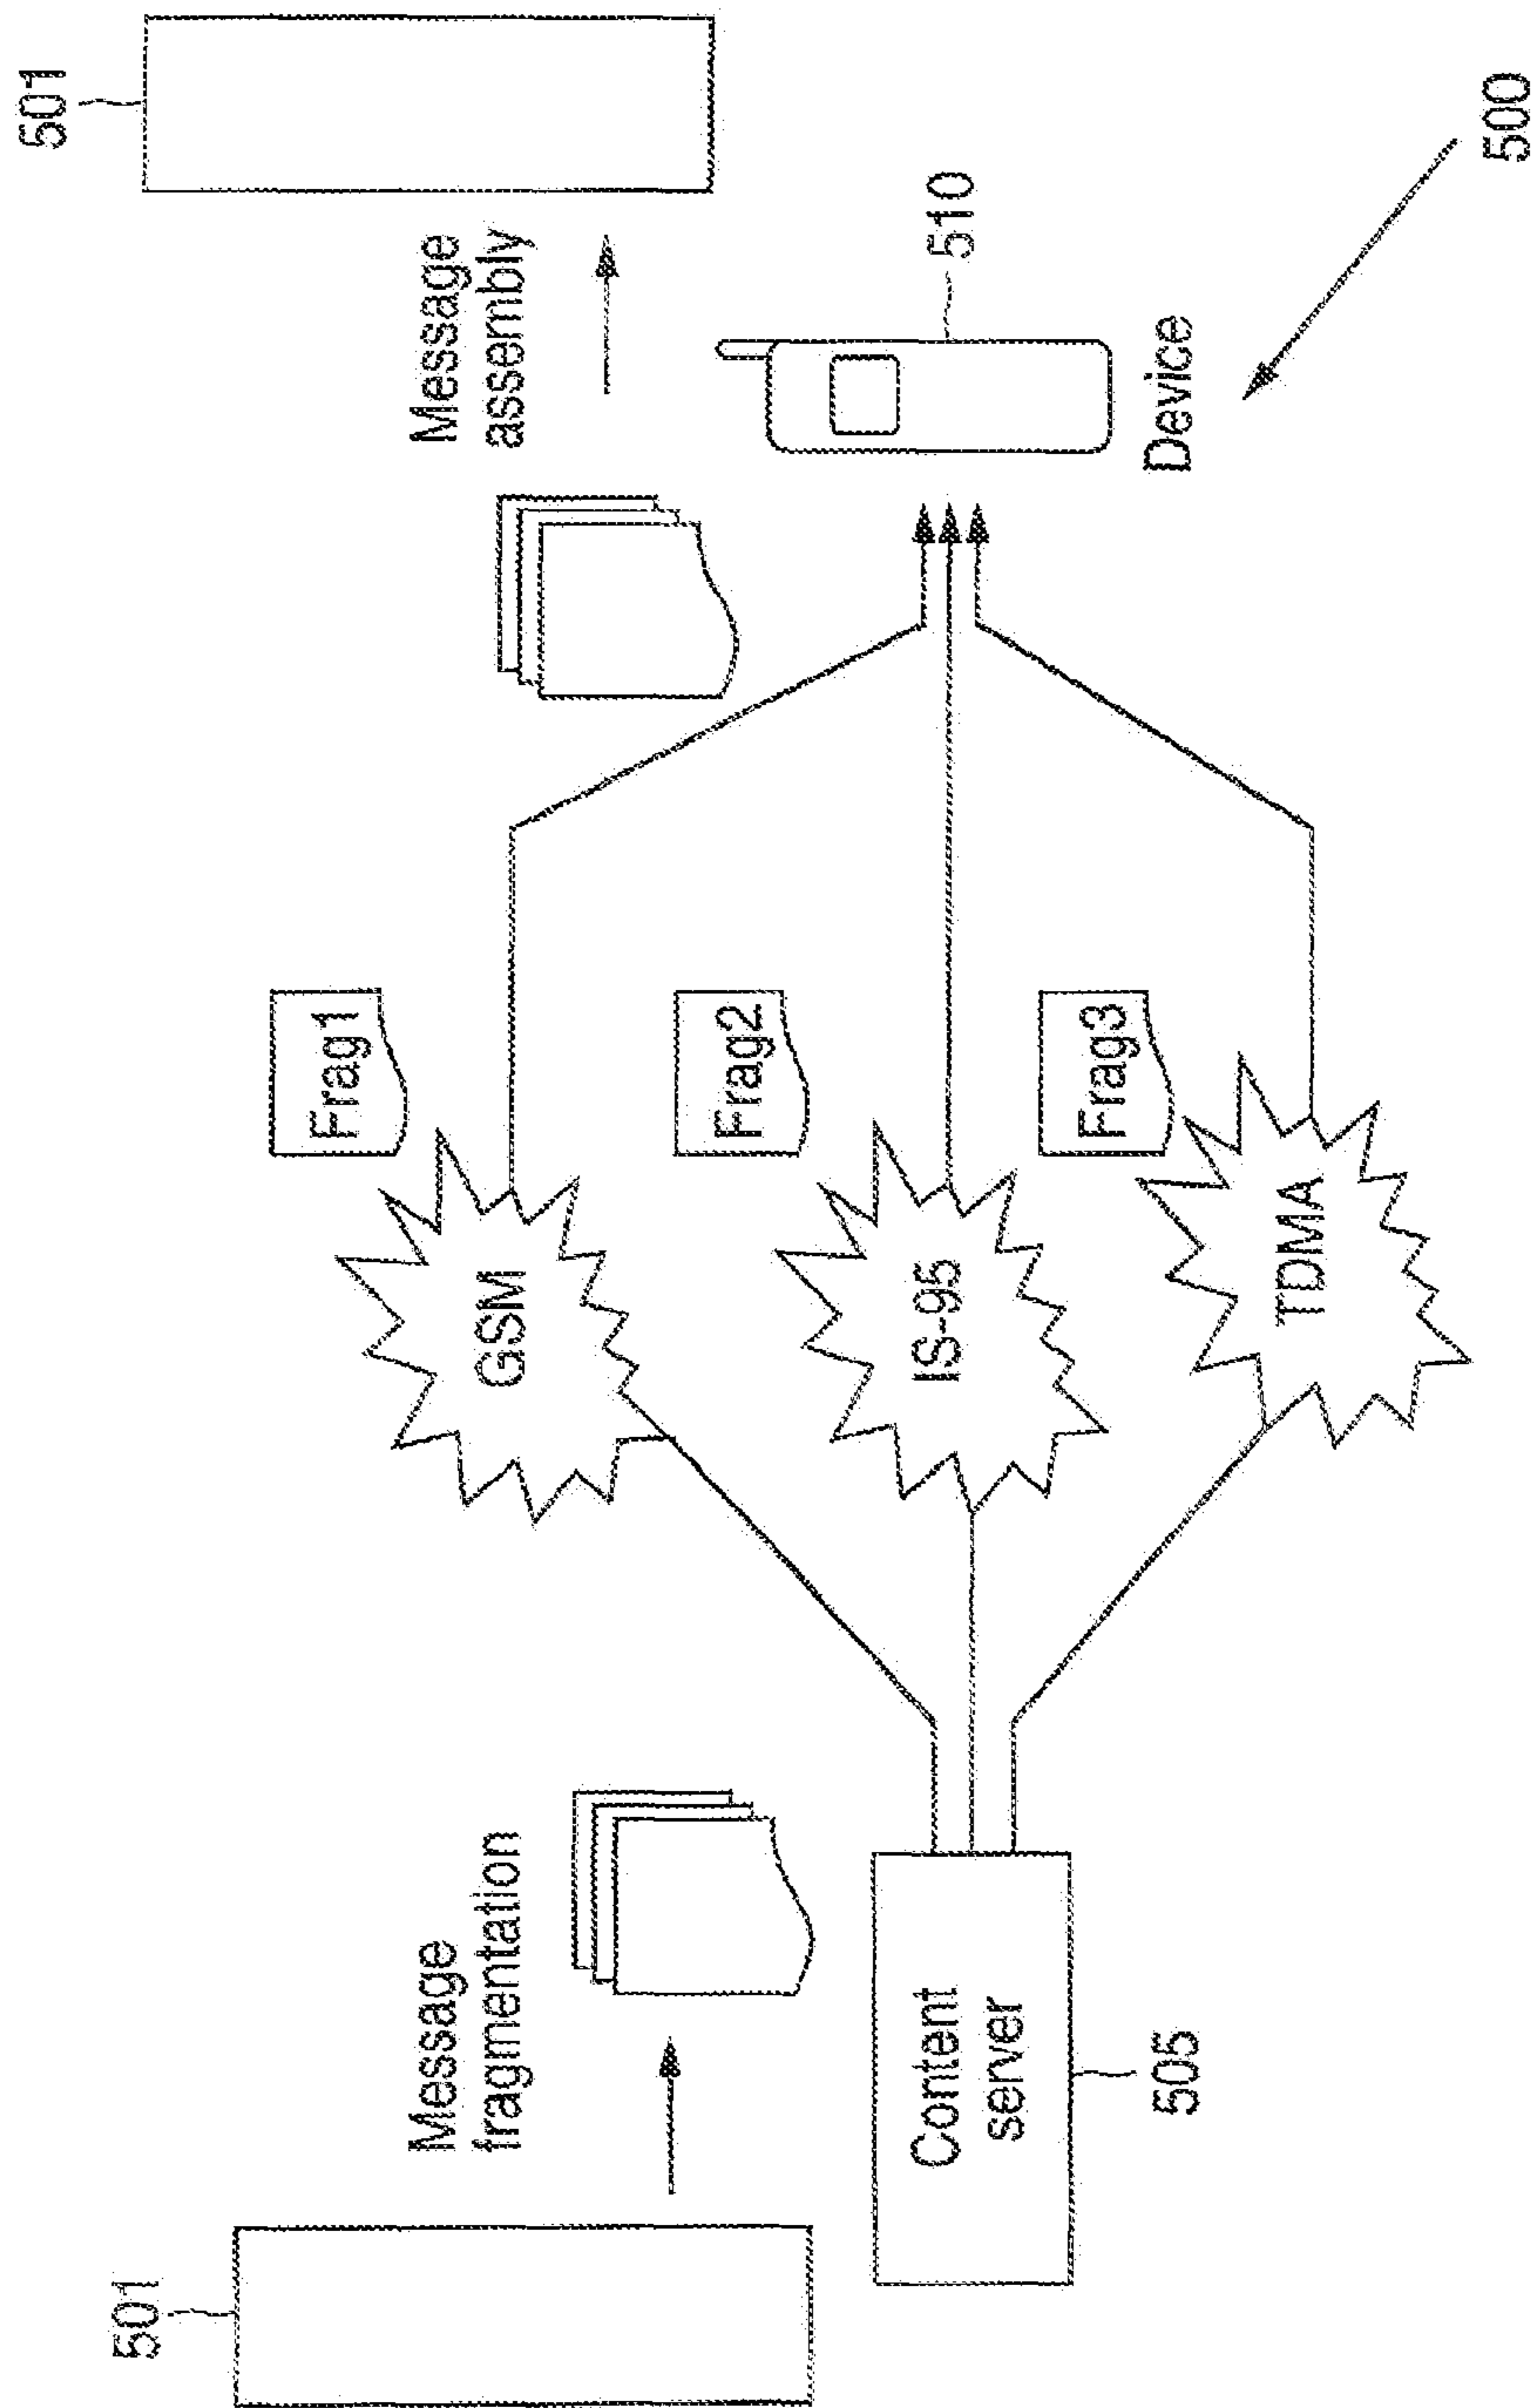 501
Message
fragmentation
Content
server
505
GSM
Frag1
IS-95
Frag2
TDMA
Frag3
Message
assembly
510
Device
501
500